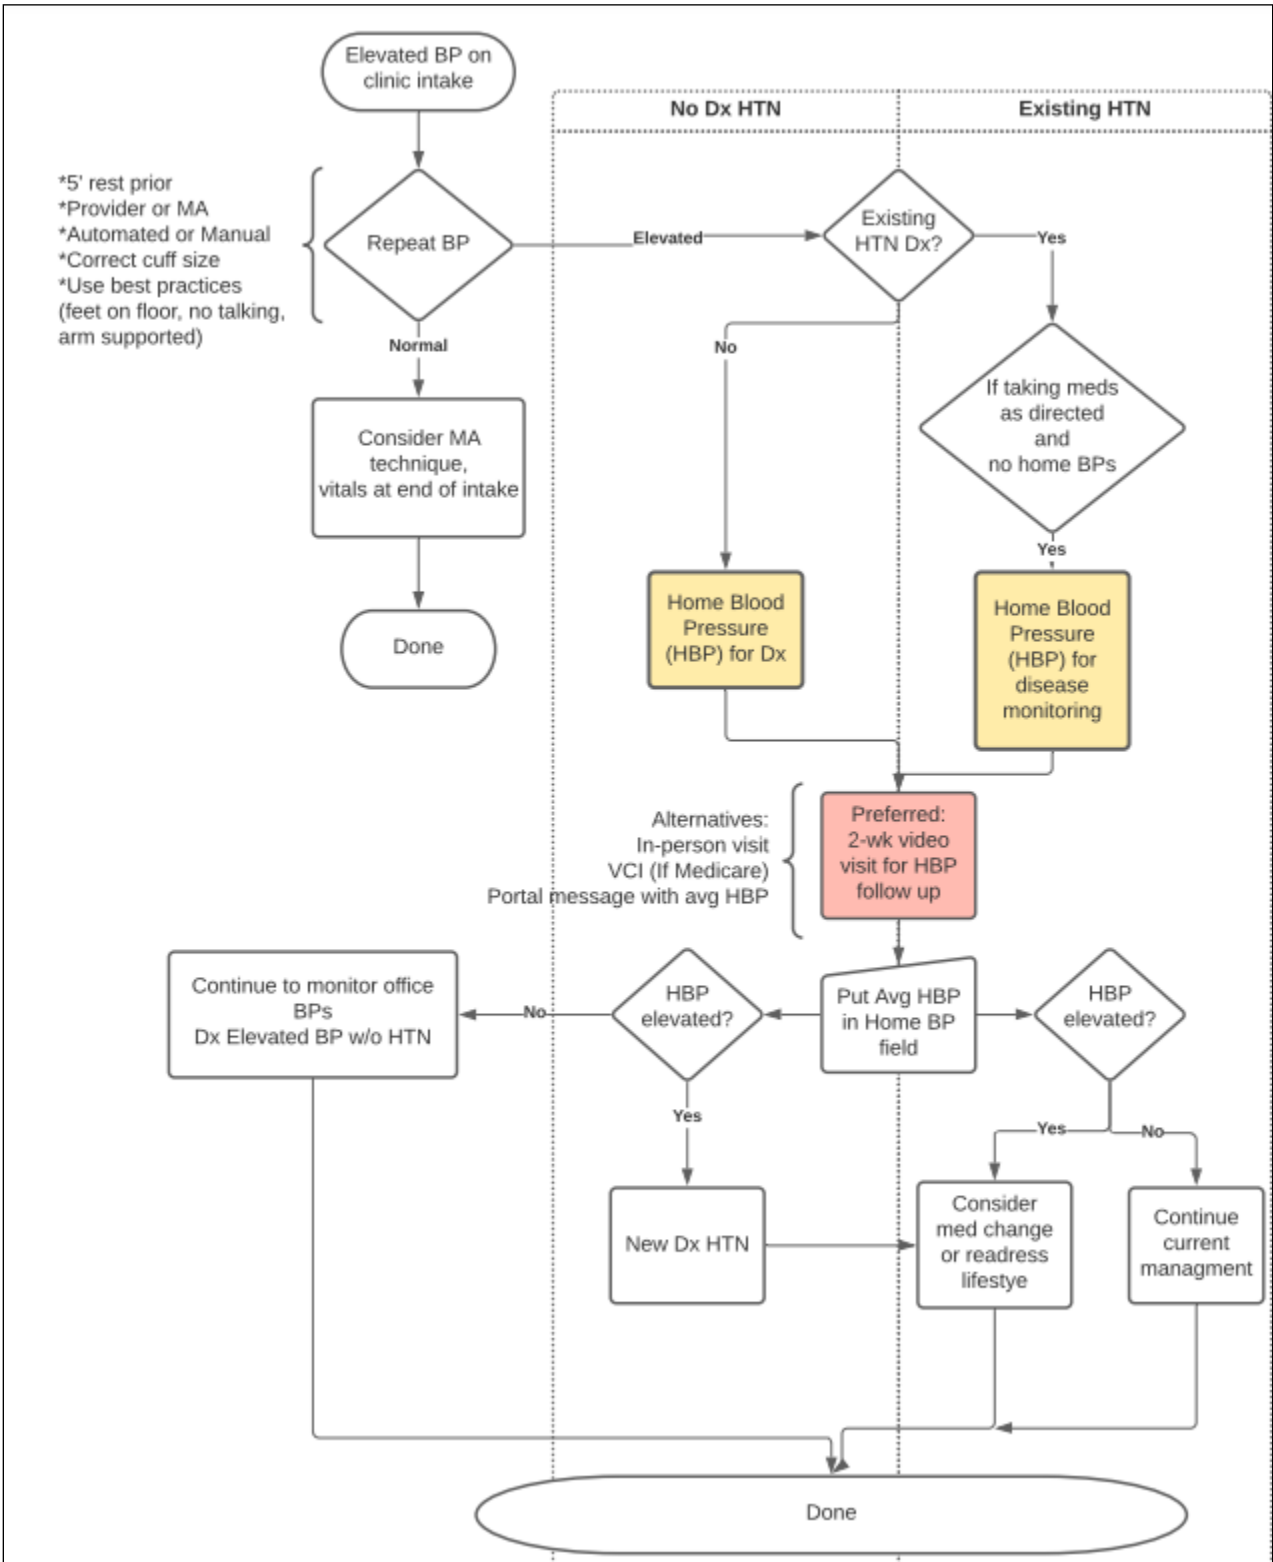 Elevated BP on
clinic intake
No Dx HTN
Existing HTN
*5' rest prior
*Provider or MA
*Automated or Manual
*Correct cuff size
*Use best practices
(feet on floor, no talking,
arm supported)
Repeat BP
Elevated
Existing
HTN Dx?
Yes
Normal
No
If taking meds
as directed
and
no home BPs
Consider MA
technique,
vitals at end of intake
Yes
Done
Home Blood
Pressure
(HBP) for Dx
Home Blood
Pressure
(HBP) for
disease
monitoring
Alternatives:
In-person visit
VCI (If Medicare)
Portal message with avg HBP
Preferred:
2-wk video
visit for HBP
follow up
Continue to monitor office
BPs
Dx Elevated BP w/o HTN
No
HBP
elevated?
Put Avg HBP
in Home BP
field
HBP
elevated?
Yes
Yes
No
New Dx HTN
Consider
med change
or readress
lifestye
Continue
current
managment
Done